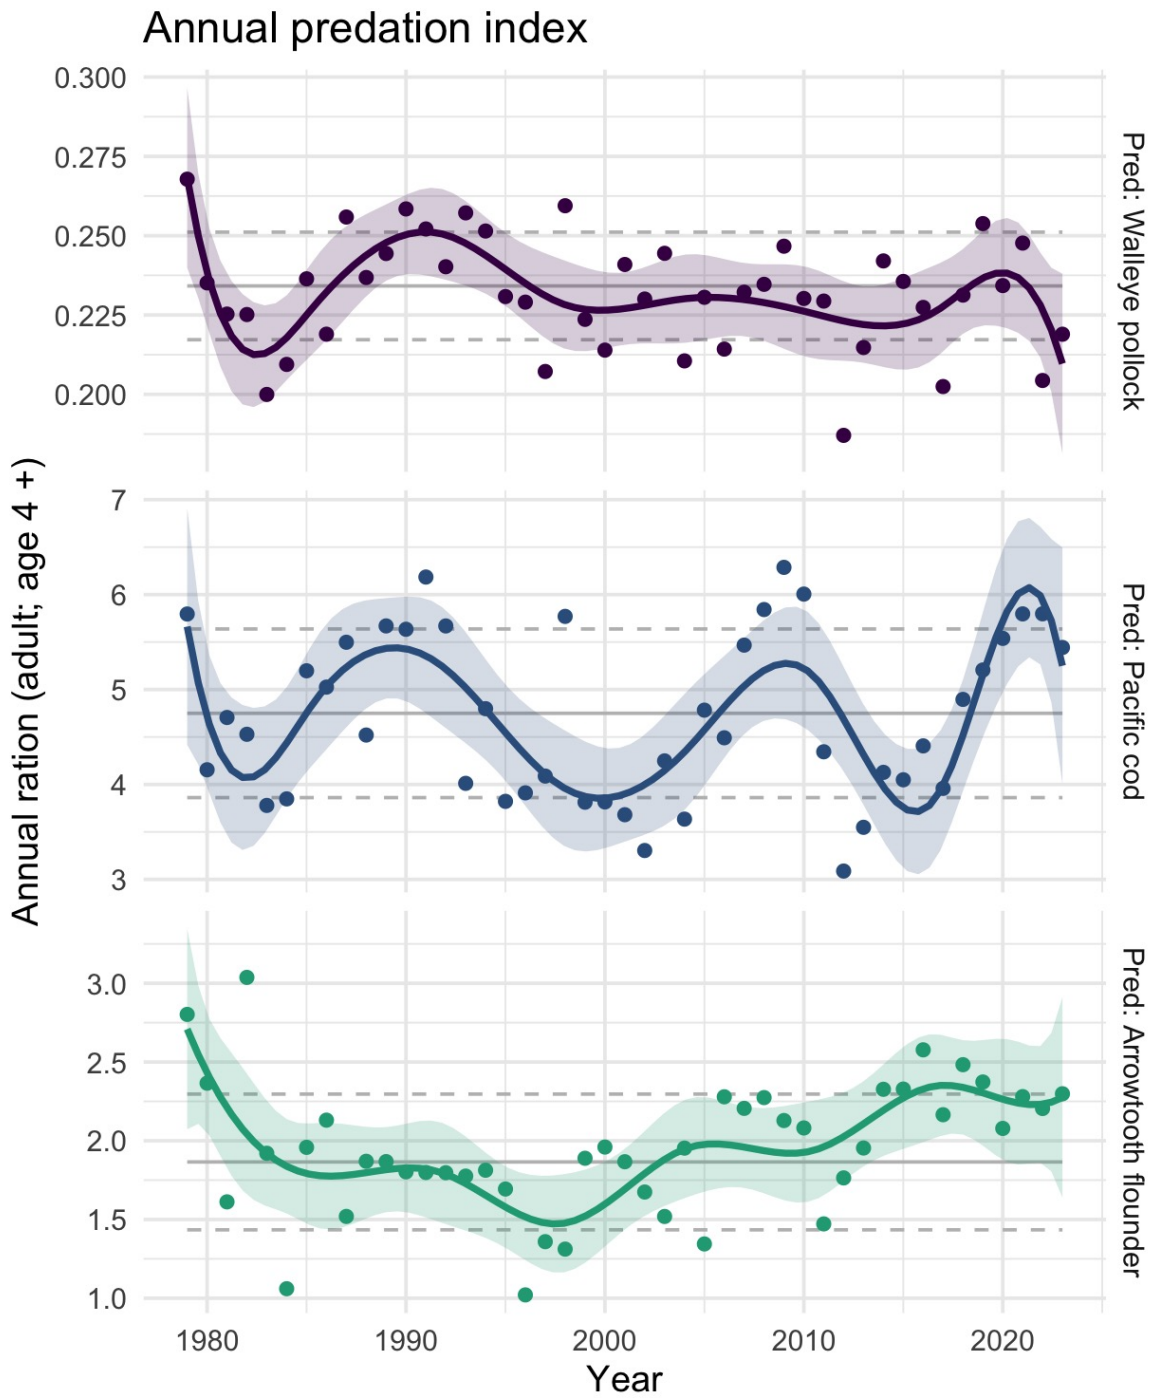 Annual predation index
Annual ration (adult; age 4 +)
0.300
0.275
0.250
0.225
0.200
Pred: Walleye pollock
7
6
5
4
3
Pred: Pacific cod
3.0
2.5
2.0
1.5
1.0
Pred: Arrowtooth flounder
1980 1990 2000 2010 2020
Year